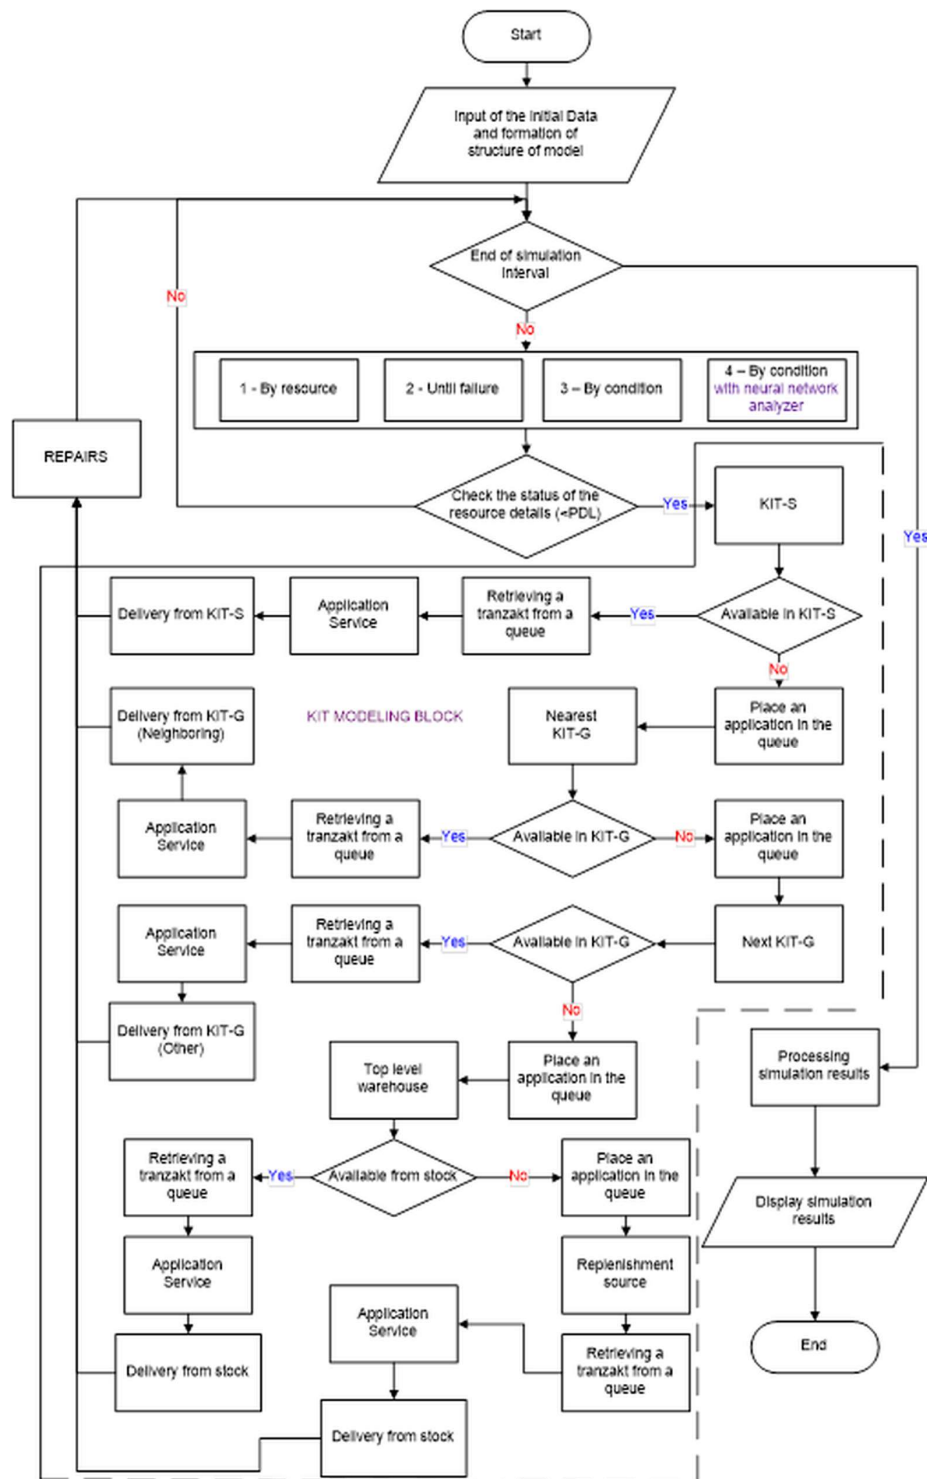 Start
Input of the Initial Data
and formation of
structure of model
End of simulation
Interval
No
No
1 - By resource
2 - Until failure
3 – By condition
4 – By condition
with neural network
analyzer
REPAIRS
Check the status of the
resource details (<PDL)
Yes
KIT-S
Yes
Delivery from KIT-S
Application
Service
Retrieving a
tranzakt from a
queue
Yes
Available in KIT-S
No
Delivery from KIT-G
(Neighboring)
KIT MODELING BLOCK
Nearest
KIT-G
Place an
application in the
queue
Application
Service
Retrieving a
tranzakt from a
queue
Yes
Available in KIT-G
No
Place an
application in the
queue
Application
Service
Retrieving a
tranzakt from a
queue
Yes
Available in KIT-G
Next KIT-G
No
Delivery from KIT-G
(Other)
Top level
warehouse
Place an
application in the
queue
Processing
simulation results
Retrieving a
tranzakt from a
queue
Yes
Available from stock
No
Place an
application in the
queue
Display simulation
results
Application
Service
Replenishment
source
Application
Service
Delivery from stock
Retrieving a
tranzakt from a
queue
End
Delivery from stock